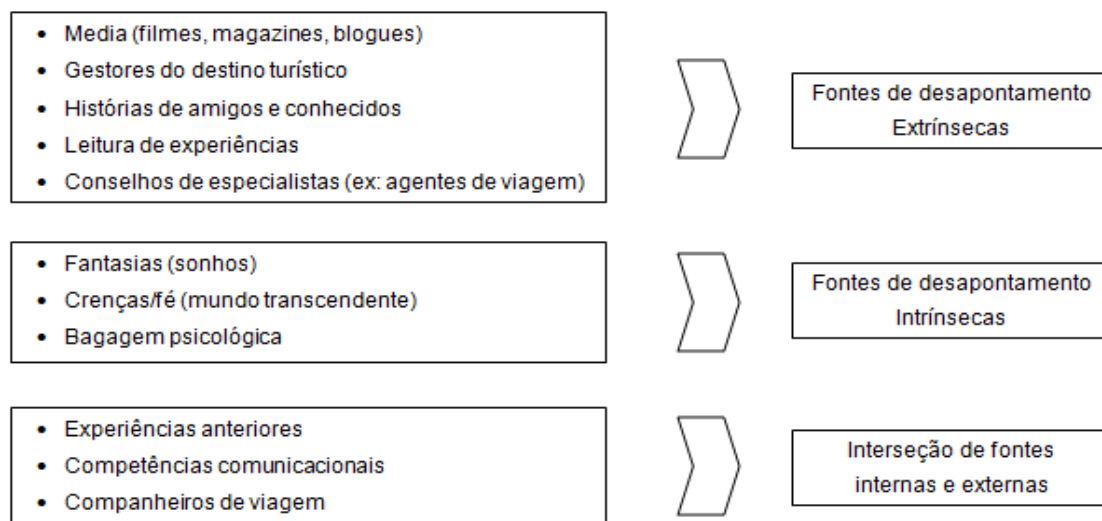 • Media (filmes, magazines, blogues)
• Gestores do destino turístico
• Histórias de amigos e conhecidos
• Leitura de experiências
• Conselhos de especialistas (ex: agentes de viagem)
Fontes de desapontamento
Extrínsecas
• Fantasias (sonhos)
• Crenças/fé (mundo transcendente)
• Bagagem psicológica
Fontes de desapontamento
Intrínsecas
• Experiências anteriores
• Competências comunicacionais
• Companheiros de viagem
Interseção de fontes
internas e externas